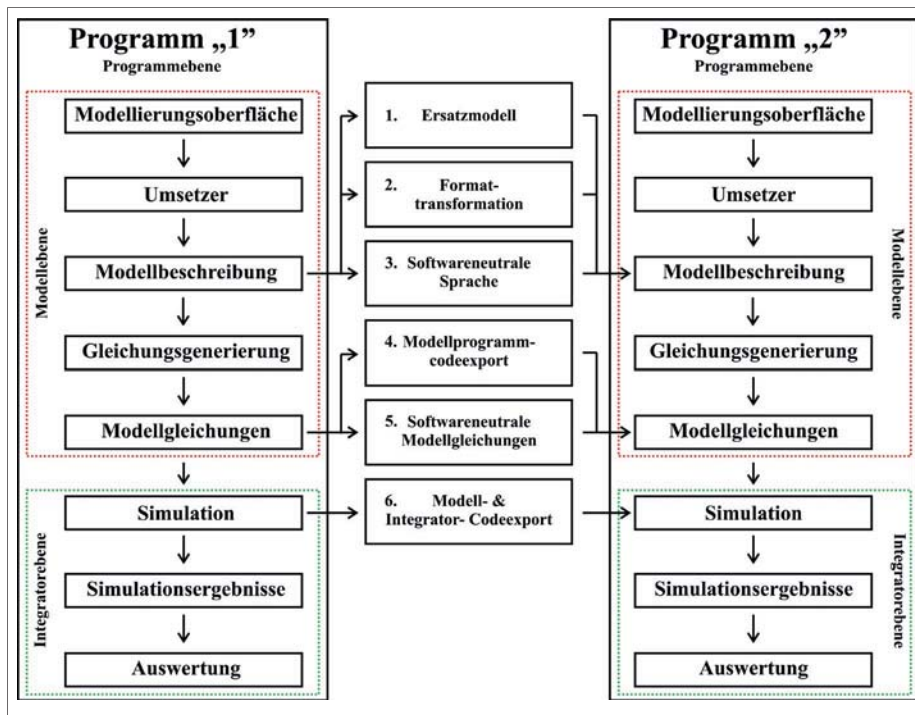 Programm „1”
Programmebene
Modellierungsoberfläche
Umsetzer
Modellbeschreibung
Gleichungsgenerierung
Modellgleichungen
Modellebene
Simulation
Simulationsergebnisse
Auswertung
Integratorebene
1. Ersatzmodell
2. Format-
transformation
3. Softwareneutrale
Sprache
4. Modellprogramm-
codeexport
5. Softwareneutrale
Modellgleichungen
6. Modell- &
Integrator- Codeexport
Programm „2”
Programmebene
Modellierungsoberfläche
Umsetzer
Modellbeschreibung
Gleichungsgenerierung
Modellgleichungen
Modellebene
Simulation
Simulationsergebnisse
Auswertung
Integratorebene